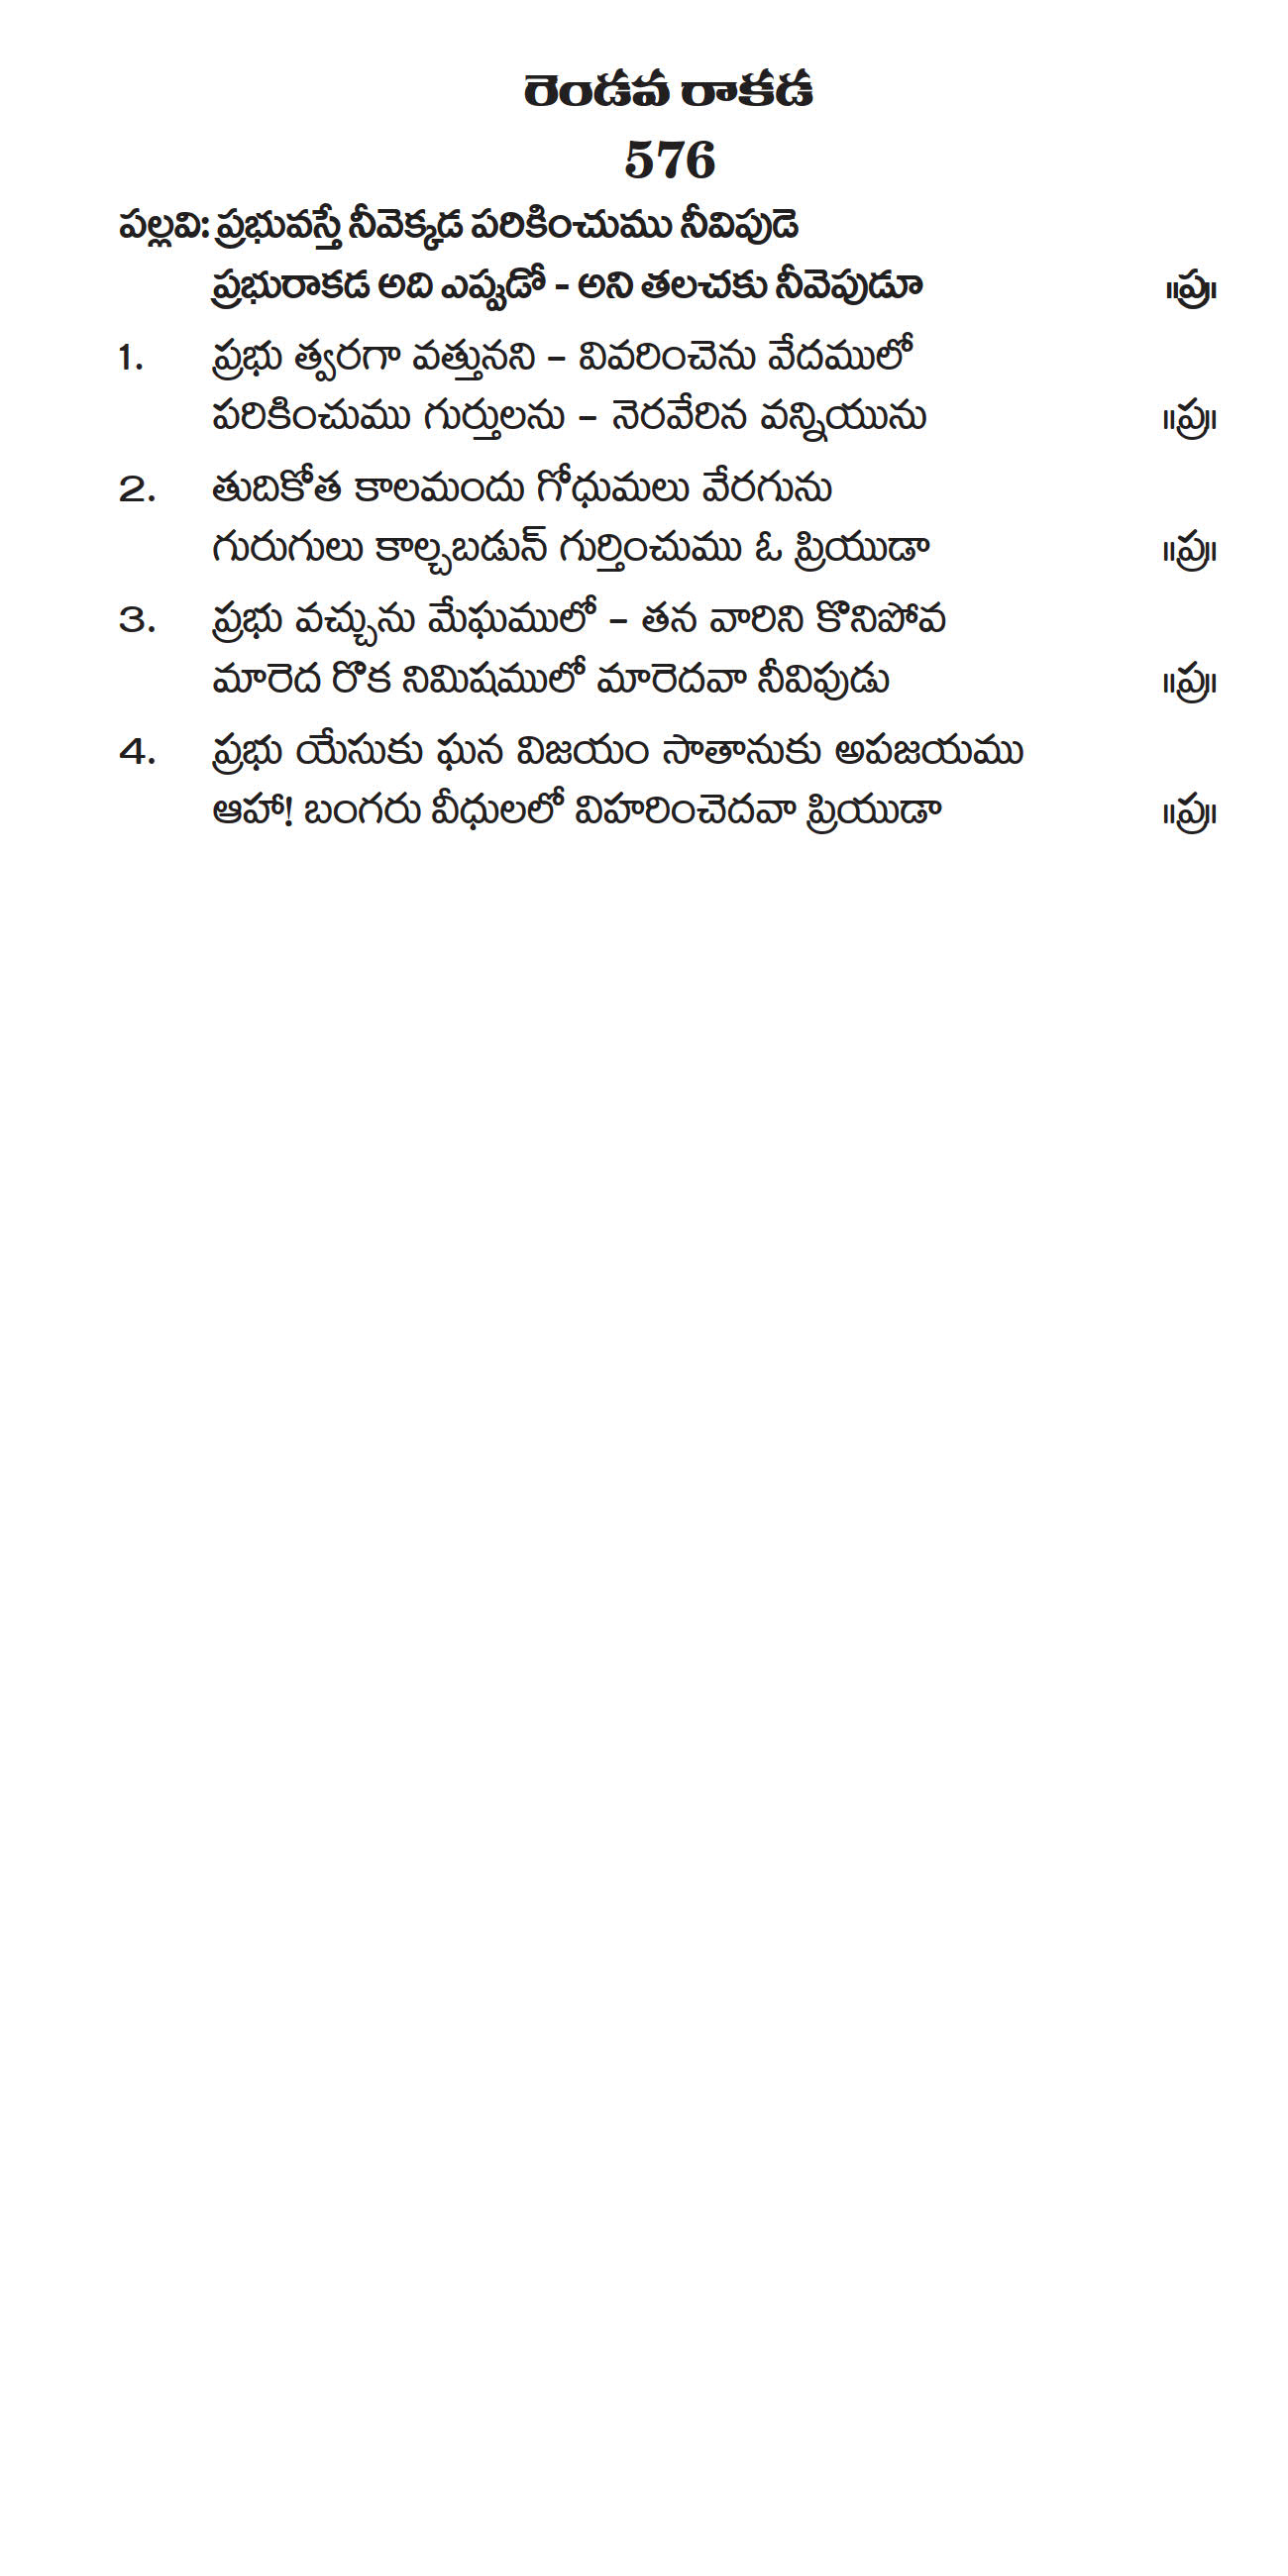 రెండవ రాకడ
576
పల్లవి: ప్రభువస్తే నీవెక్కడ పరికించుము నీవిపుడె
ప్రభురాకడ అది ఎప్వుడో - అని తలచకు నీవెపుడూ ॥ప్ర॥
1. ప్రభు త్వరగా వత్తునని – వివరించెను వేదములో
పరికించుము గుర్తులను – నెరవేరిన వన్నియును ॥ప్ర॥
2. తుదికోత కాలమందు గోధుమలు వేరగును
గురుగులు కాల్చబడున్ గుర్తించుము ఓ ప్రియుడా ॥ప్ర॥
3. ప్రభు వచ్చును మేఘములో – తన వారిని కొనిపోవ
మారెద రొక నిమిషములో మారెదవా నీవిపుడు ॥ప్ర॥
4. ప్రభు యేసుకు ఘన విజయం సాతానుకు అపజయము
ఆహా! బంగరు వీధులలో విహరించెదవా ప్రియుడా ॥ప్ర॥